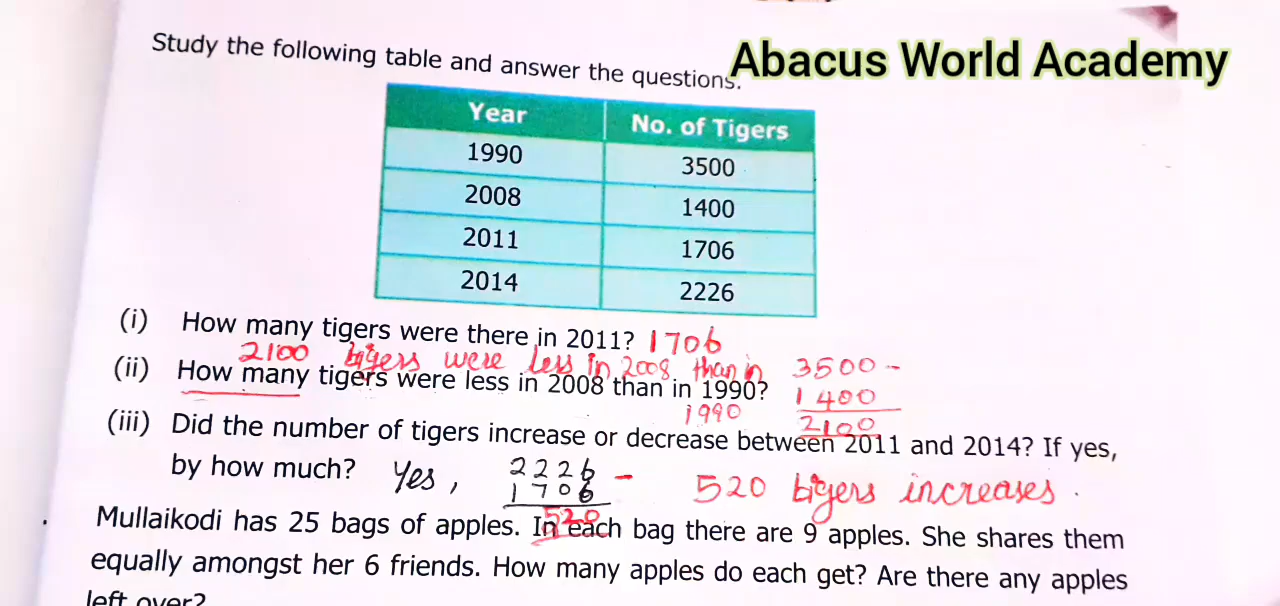 Study the following table and answer the questions.
Abacus World Academy
Year No. of Tigers
1990 3500
2008 1400
2011 1706
2014 2226
(i) How many tigers were there in 2011? 1706
2100 tigers were less in 2008 than in 1990
(ii) How many tigers were less in 2008 than in 1990?
3500 -
1400
2100
(iii) Did the number of tigers increase or decrease between 2011 and 2014? If yes,
by how much? Yes ,
2226 -
1706
520
520 tigers increases .
Mullaikodi has 25 bags of apples. In each bag there are 9 apples. She shares them
equally amongst her 6 friends. How many apples do each get? Are there any apples
left over?